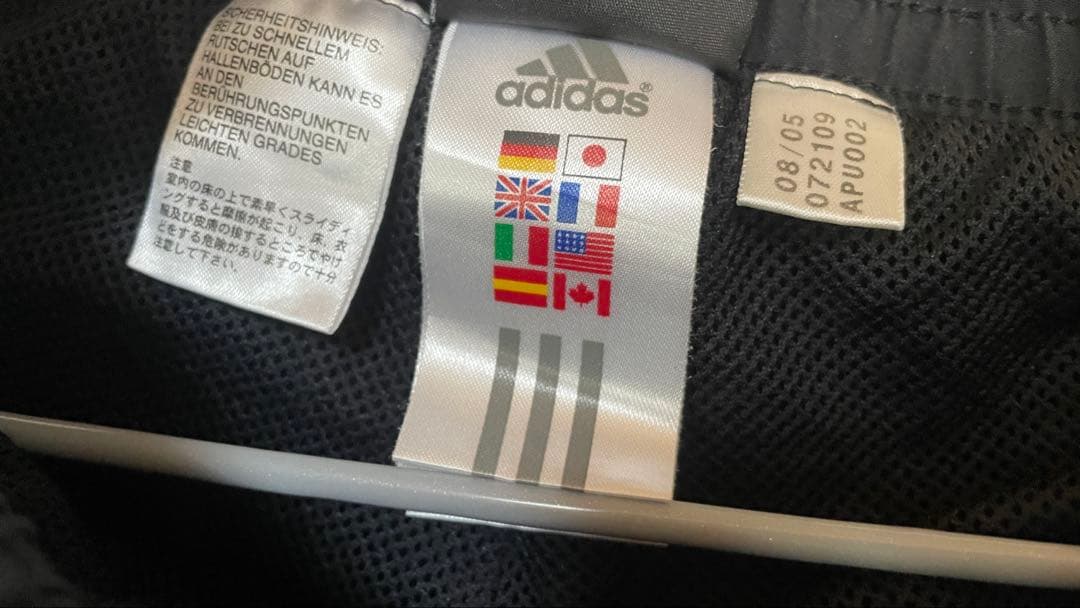 SICHERHEITSHINWEIS:
BEI ZU SCHNELLEM
RUTSCHEN AUF
HALLENBÖDEN KANN ES
AN DEN
BERÜHRUNGSPUNKTEN
ZU VERBRENNUNGEN
LEICHTEN GRADES
KOMMEN.
注意
室内の床の上で素早くスライディ
ングすると摩擦が起こり、床、衣
服及び皮膚の接するところでやけ
どをする危険がありますので十分
注意して下さい。
adidas®
08/05
072109
APU002